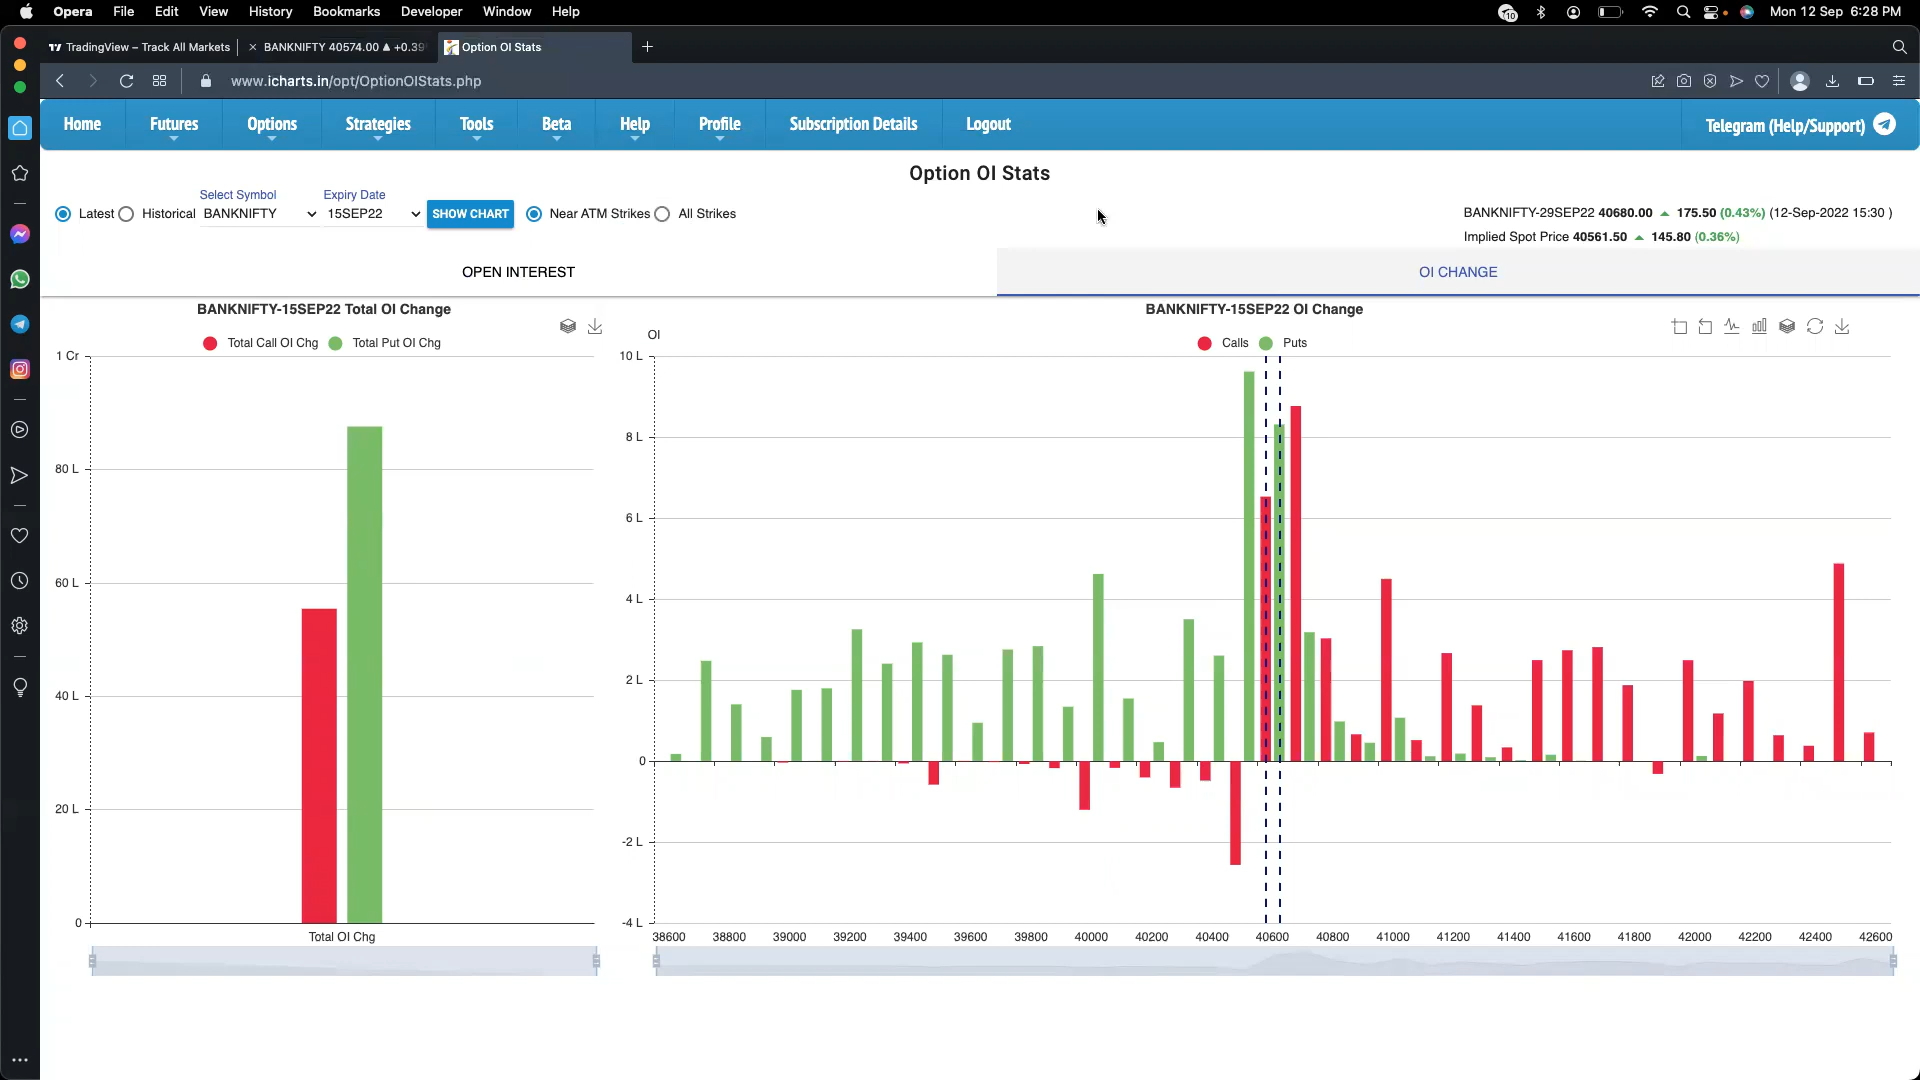 Opera File Edit View History Bookmarks Developer Window Help
10
Mon 12 Sep 6:28 PM
TradingView – Track All Markets
BANKNIFTY 40574.00 ▲ +0.39
Option OI Stats
www.icharts.in/opt/OptionOIStats.php
Home Futures Options Strategies Tools Beta Help Profile Subscription Details Logout Telegram (Help/Support)
Option OI Stats
Select Symbol Expiry Date
Latest Historical BANKNIFTY 15SEP22 SHOW CHART Near ATM Strikes All Strikes
BANKNIFTY-29SEP22 40680.00 ▲ 175.50 (0.43%) (12-Sep-2022 15:30 )
Implied Spot Price 40561.50 ▲ 145.80 (0.36%)
OPEN INTEREST OI CHANGE
BANKNIFTY-15SEP22 Total OI Change
Total Call OI Chg Total Put OI Chg
1 Cr
80 L
60 L
40 L
20 L
0
Total OI Chg
BANKNIFTY-15SEP22 OI Change
OI
Calls Puts
10 L
8 L
6 L
4 L
2 L
0
-2 L
-4 L
38600 38800 39000 39200 39400 39600 39800 40000 40200 40400 40600 40800 41000 41200 41400 41600 41800 42000 42200 42400 42600